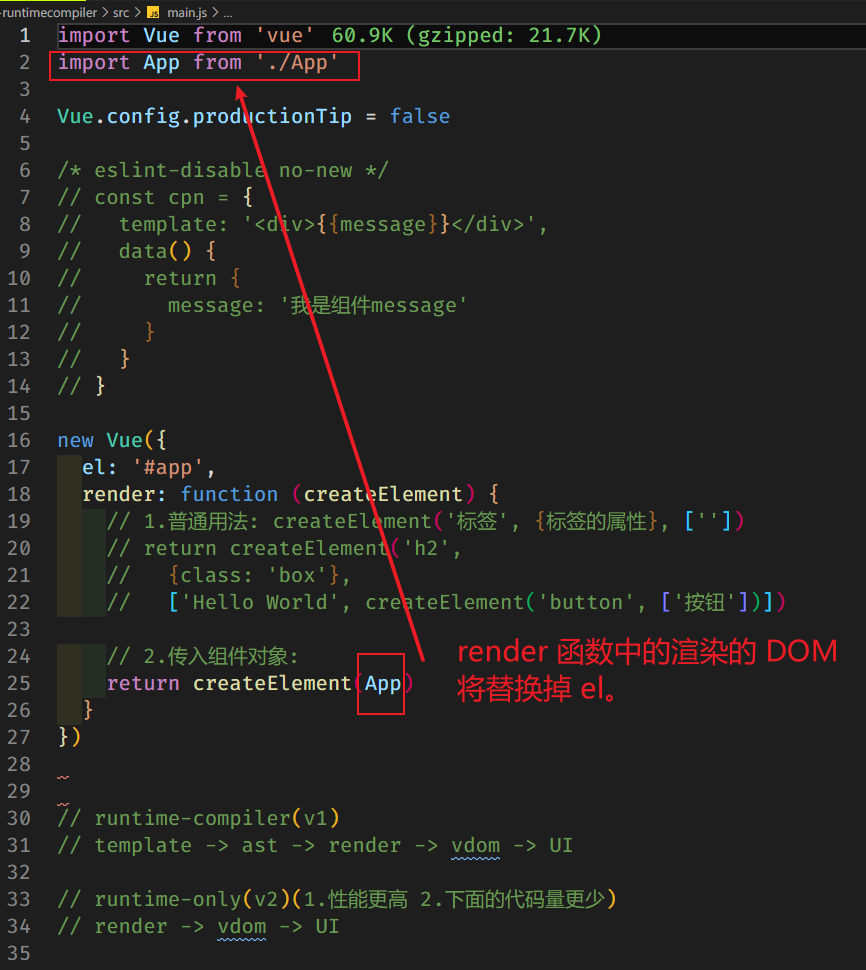 -runtimecompiler > src > JS main.js > ...
1 import Vue from 'vue' 60.9K (gzipped: 21.7K)
2 import App from './App'
3
4 Vue.config.productionTip = false
5
6 /* eslint-disable no-new */
7 // const cpn = {
8 //   template: '<div>{{message}}</div>',
9 //   data() {
10 //     return {
11 //       message: '我是组件message'
12 //     }
13 //   }
14 // }
15
16 new Vue({
17   el: '#app',
18   render: function (createElement) {
19     // 1.普通用法: createElement('标签', {标签的属性}, [''])
20     // return createElement('h2',
21     //   {class: 'box'},
22     //   ['Hello World', createElement('button', ['按钮'])])
23
24     // 2.传入组件对象:
25     return createElement(App)
render 函数中的渲染的 DOM
将替换掉 el。
26   }
27 })
28
29
30 // runtime-compiler(v1)
31 // template -> ast -> render -> vdom -> UI
32
33 // runtime-only(v2)(1.性能更高 2.下面的代码量更少)
34 // render -> vdom -> UI
35